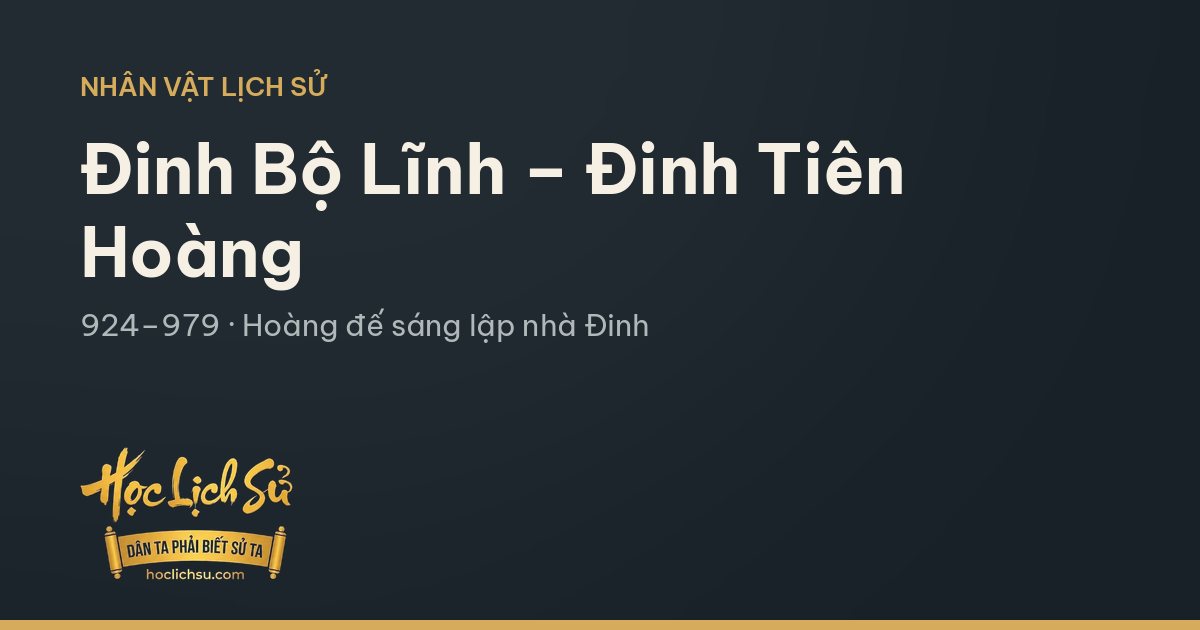 NHÂN VẬT LỊCH SỬ
Đinh Bộ Lĩnh – Đinh Tiên
Hoàng
924–979 · Hoàng đế sáng lập nhà Đinh
Học Lịch Sử
DÂN TA PHẢI BIẾT SỬ TA
hoclichsu.com